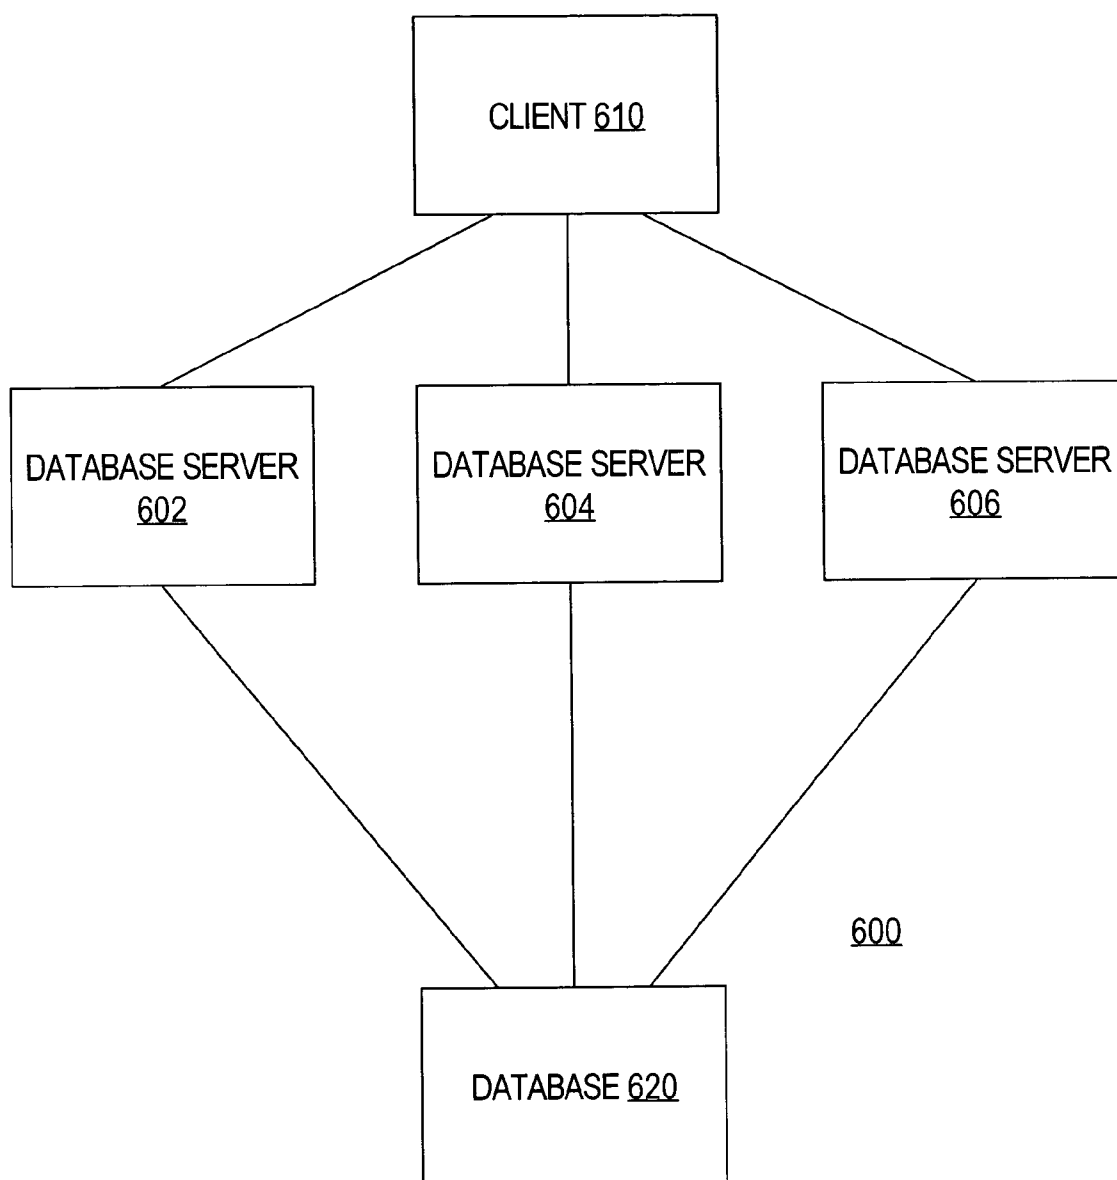 CLIENT 610
DATABASE SERVER
602
DATABASE SERVER
604
DATABASE SERVER
606
600
DATABASE 620